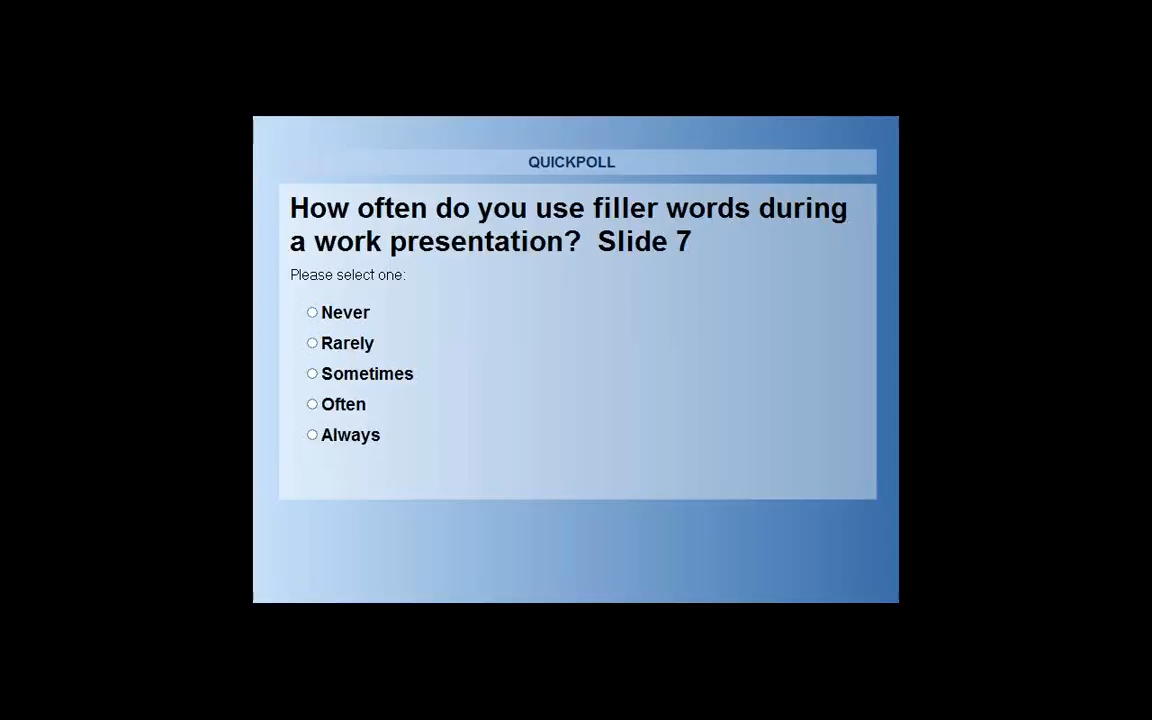 QUICKPOLL
How often do you use filler words during
a work presentation?  Slide 7
Please select one:
Never
Rarely
Sometimes
Often
Always